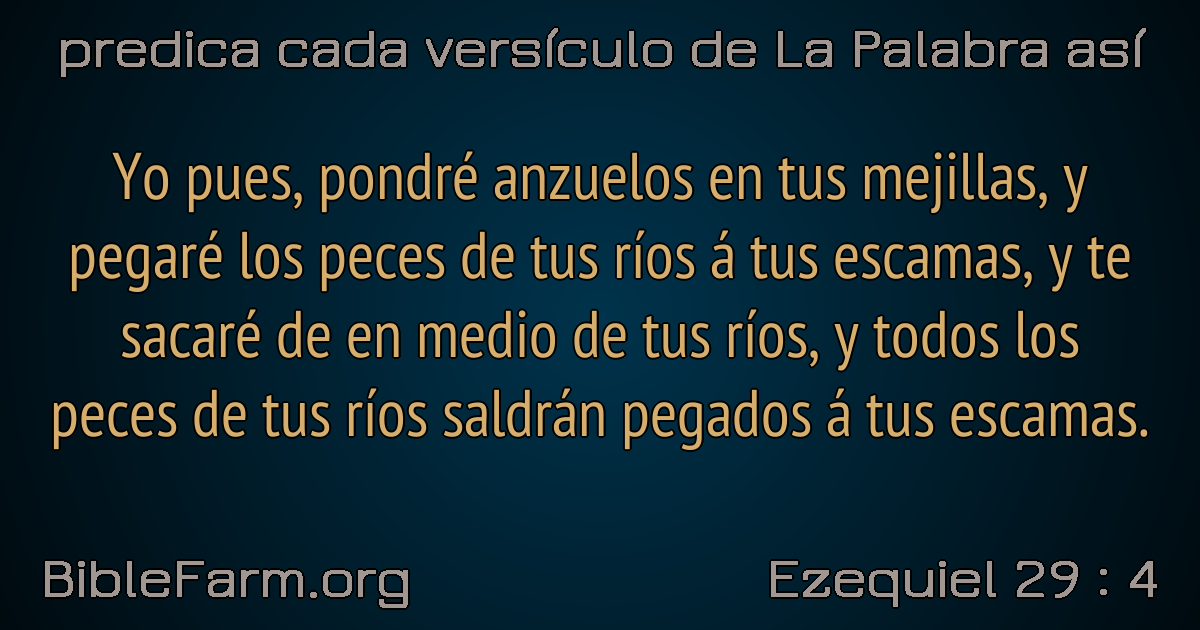 predica cada versículo de La Palabra así
Yo pues, pondré anzuelos en tus mejillas, y
pegaré los peces de tus ríos á tus escamas, y te
sacaré de en medio de tus ríos, y todos los
peces de tus ríos saldrán pegados á tus escamas.
BibleFarm.org
Ezequiel 29 : 4